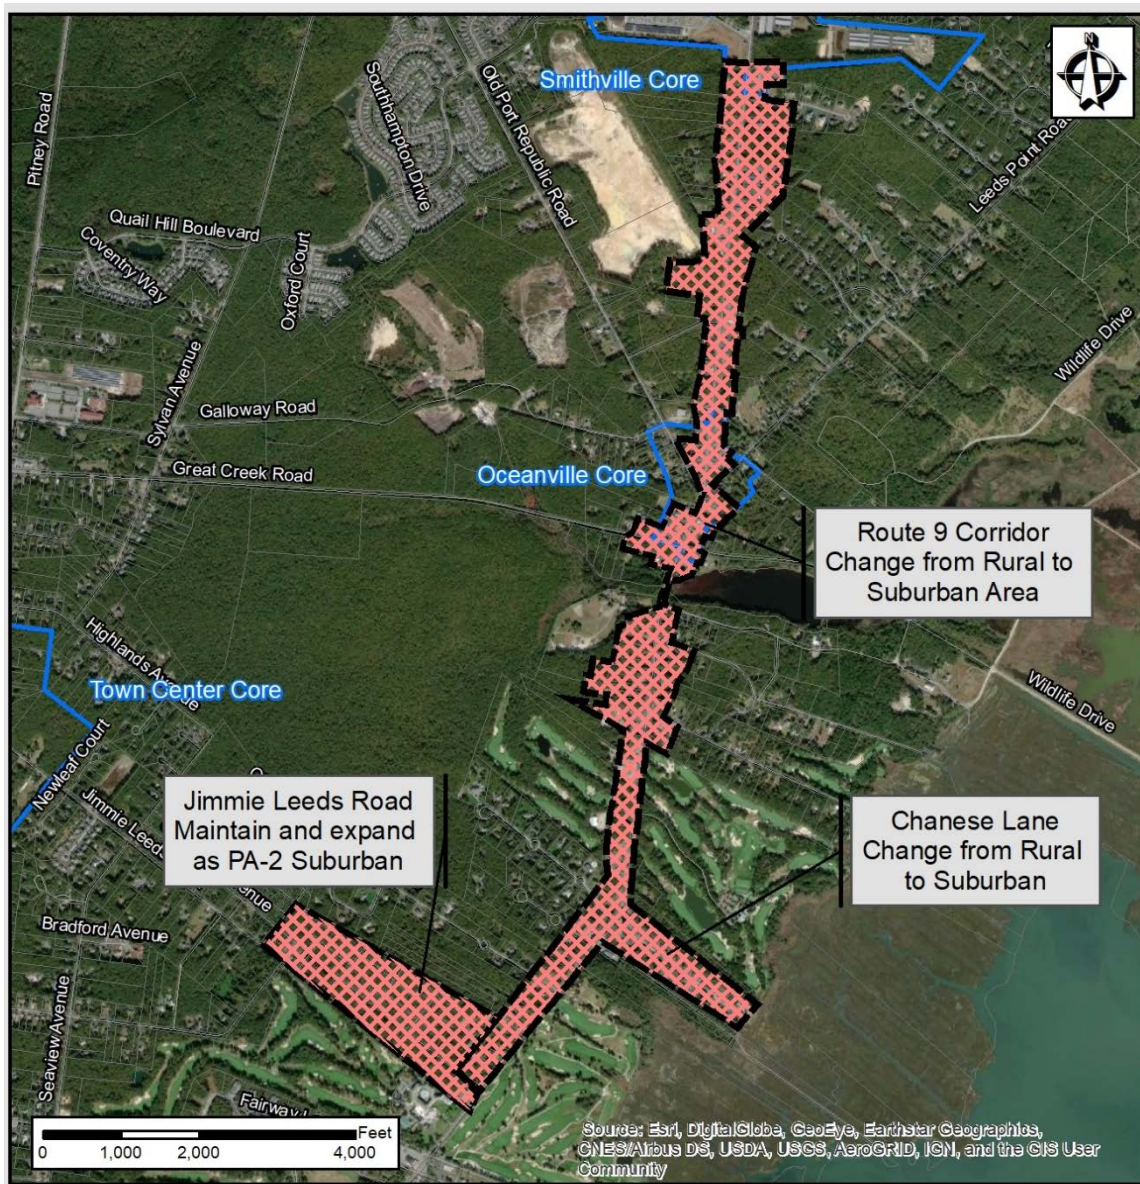 N
Smithville Core
Southhampton Drive
Old Port Republic Road
Pitney Road
Leeds Point Road
Quail Hill Boulevard
Coventry Way
Oxford Court
Wildlife Drive
Sylvan Avenue
Galloway Road
Great Creek Road
Oceanville Core
Route 9 Corridor
Change from Rural to
Suburban Area
Highlands Avenue
Town Center Core
Wildlife Drive
Newleaf Court
Jimmie Leeds
Jimmie Leeds Road
Maintain and expand
as PA-2 Suburban
Chanese Lane
Change from Rural
to Suburban
Bradford Avenue
Seaview Avenue
Fairway
Feet
0 1,000 2,000 4,000
Source: Esri, DigitalGlobe, GeoEye, Earthstar Geographics,
CNES/Airbus DS, USDA, USGS, AeroGRID, IGN, and the GIS User
Community